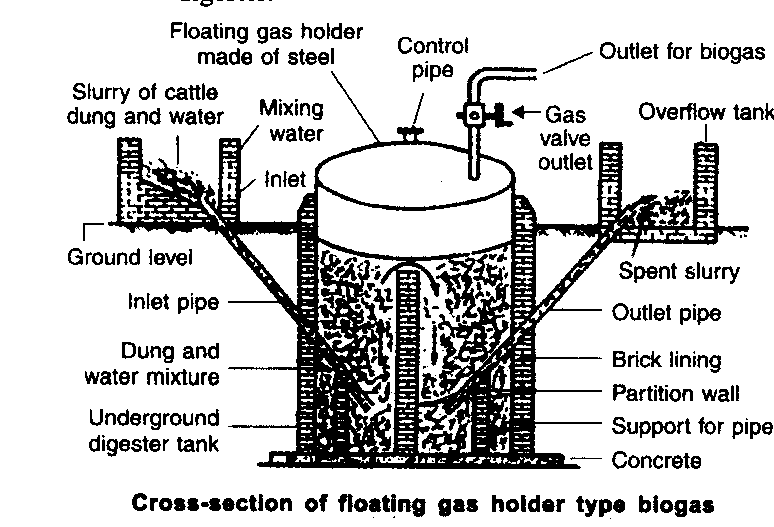 Floating gas holder
made of steel
Control
pipe
Outlet for biogas
Slurry of cattle
dung and water
Mixing
water
Gas
valve
outlet
Overflow tank
Inlet
Ground level
Spent slurry
Inlet pipe
Outlet pipe
Dung and
water mixture
Brick lining
Partition wall
Underground
digester tank
Support for pipe
Concrete
Cross-section of floating gas holder type biogas